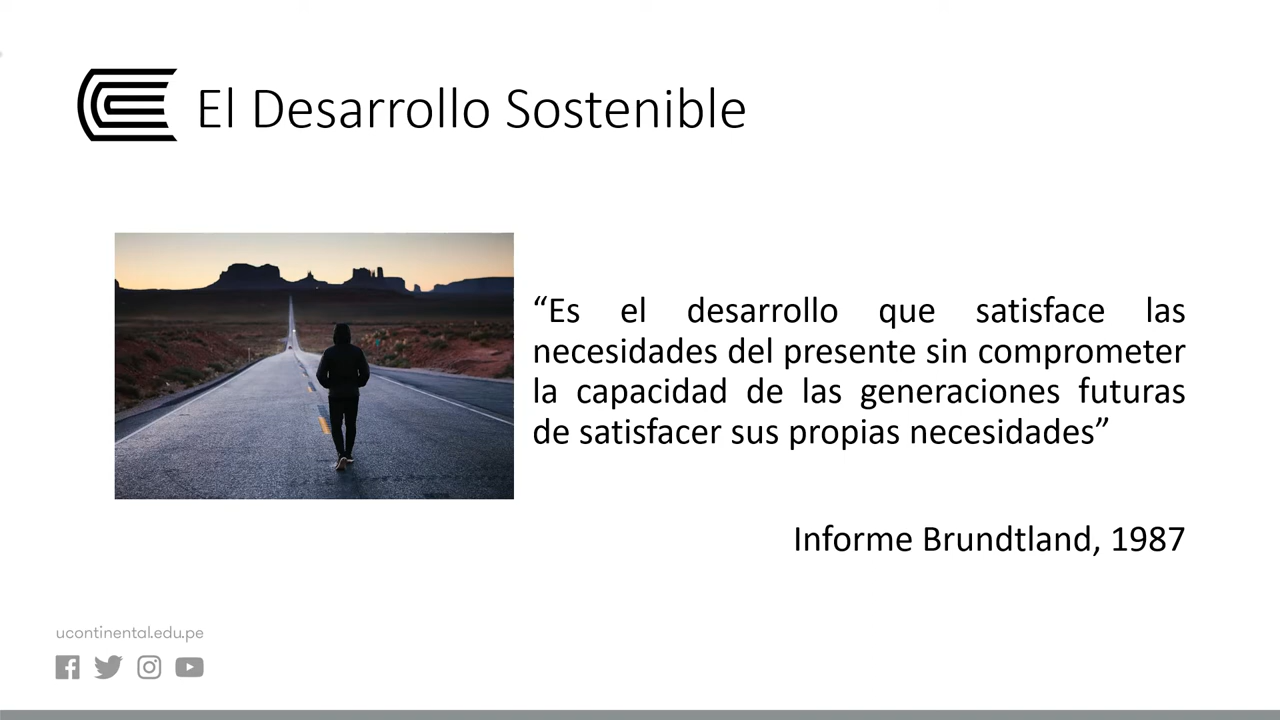 El Desarrollo Sostenible
“Es el desarrollo que satisface las
necesidades del presente sin comprometer
la capacidad de las generaciones futuras
de satisfacer sus propias necesidades”
Informe Brundtland, 1987
ucontinental.edu.pe